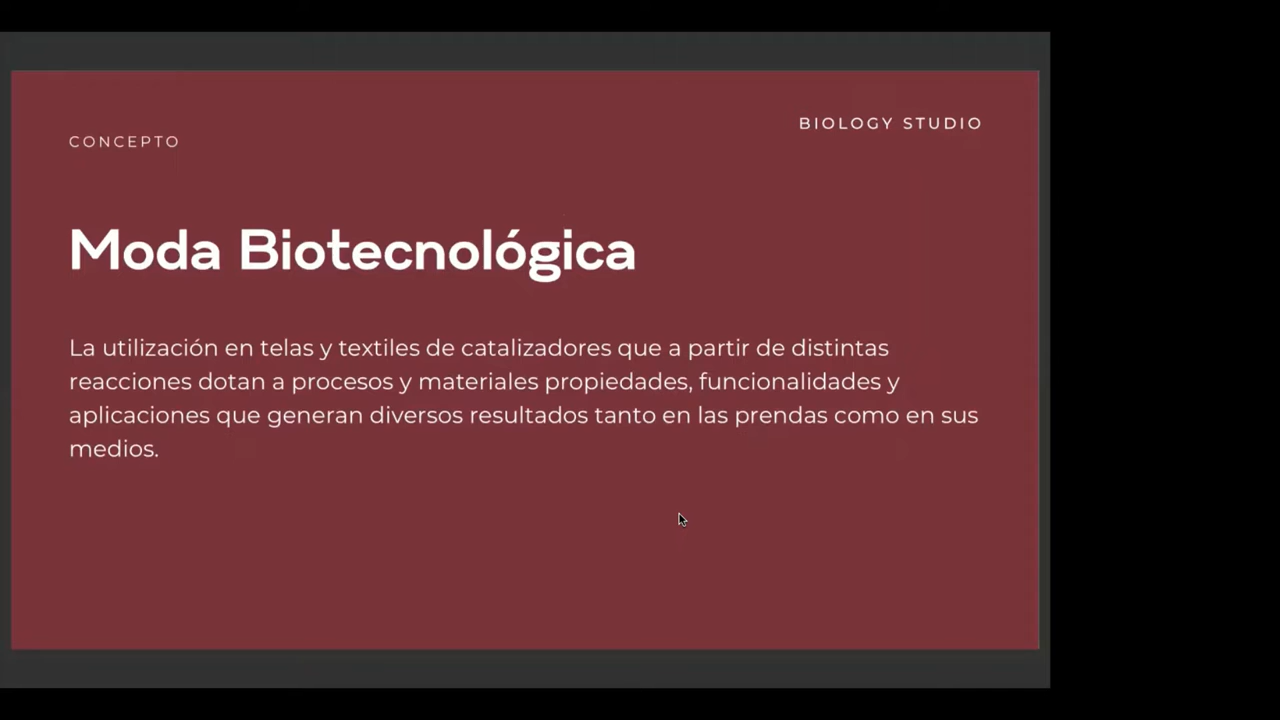 CONCEPTO
BIOLOGY STUDIO
Moda Biotecnológica
La utilización en telas y textiles de catalizadores que a partir de distintas
reacciones dotan a procesos y materiales propiedades, funcionalidades y
aplicaciones que generan diversos resultados tanto en las prendas como en sus
medios.